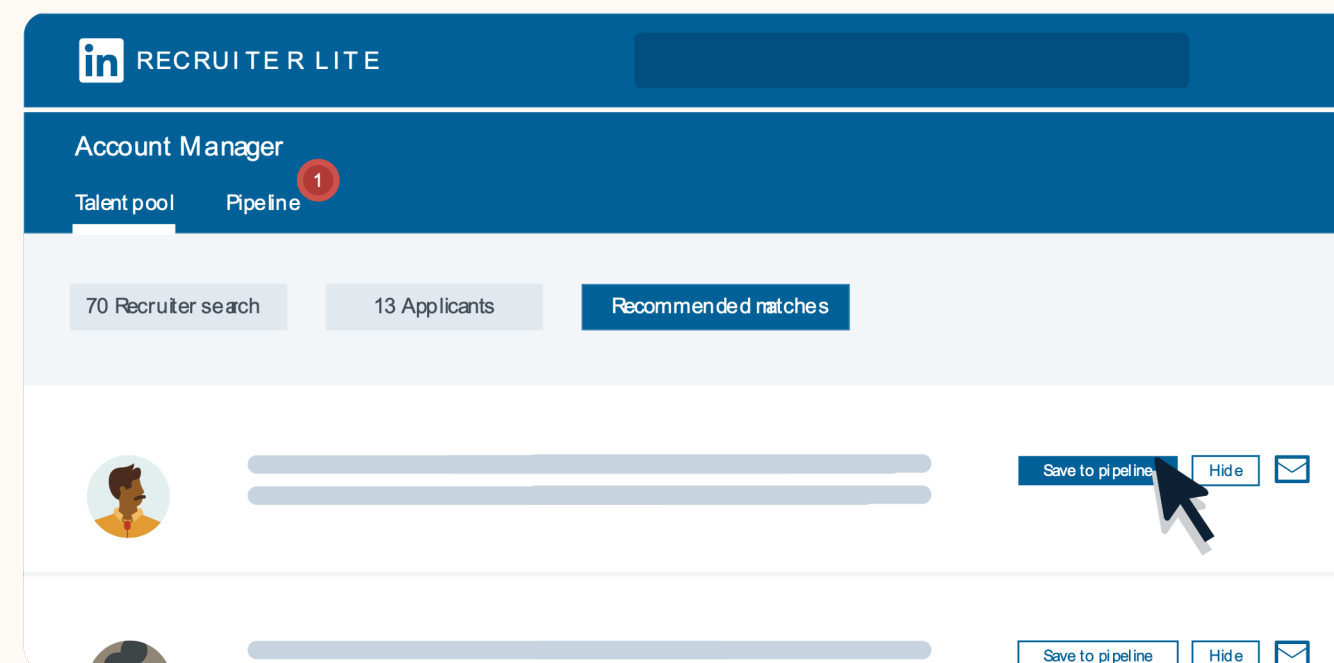 in RECRUITER LITE
Account Manager
1
Talent pool Pipeline
70 Recruiter search 13 Applicants Recommended matches
Save to pipeline Hide
Save to pipeline Hide